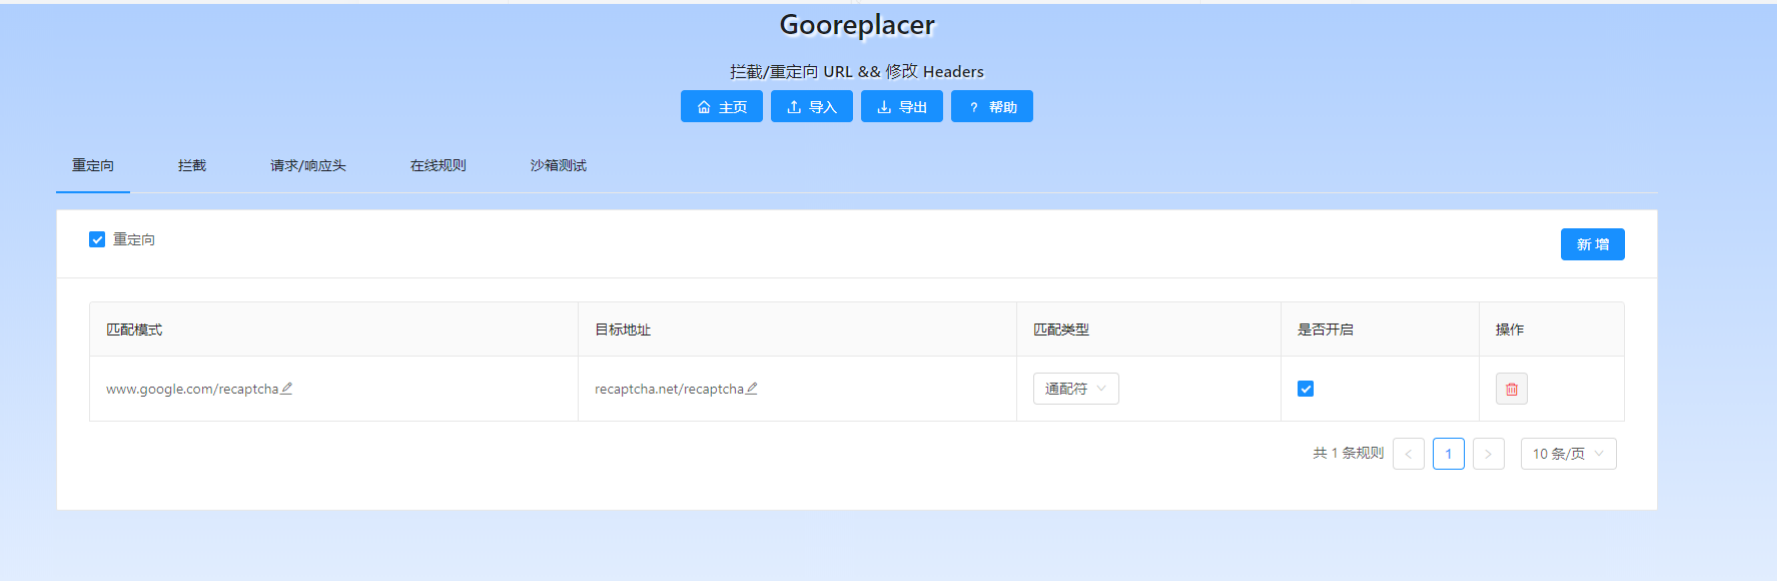 Gooreplacer
拦截/重定向 URL && 修改 Headers
主页 导入 导出 ? 帮助
重定向 拦截 请求/响应头 在线规则 沙箱测试
重定向 新 增
匹配模式 目标地址 匹配类型 是否开启 操作
www.google.com/recaptcha recaptcha.net/recaptcha 通配符
共 1 条规则 < 1 > 10 条/页